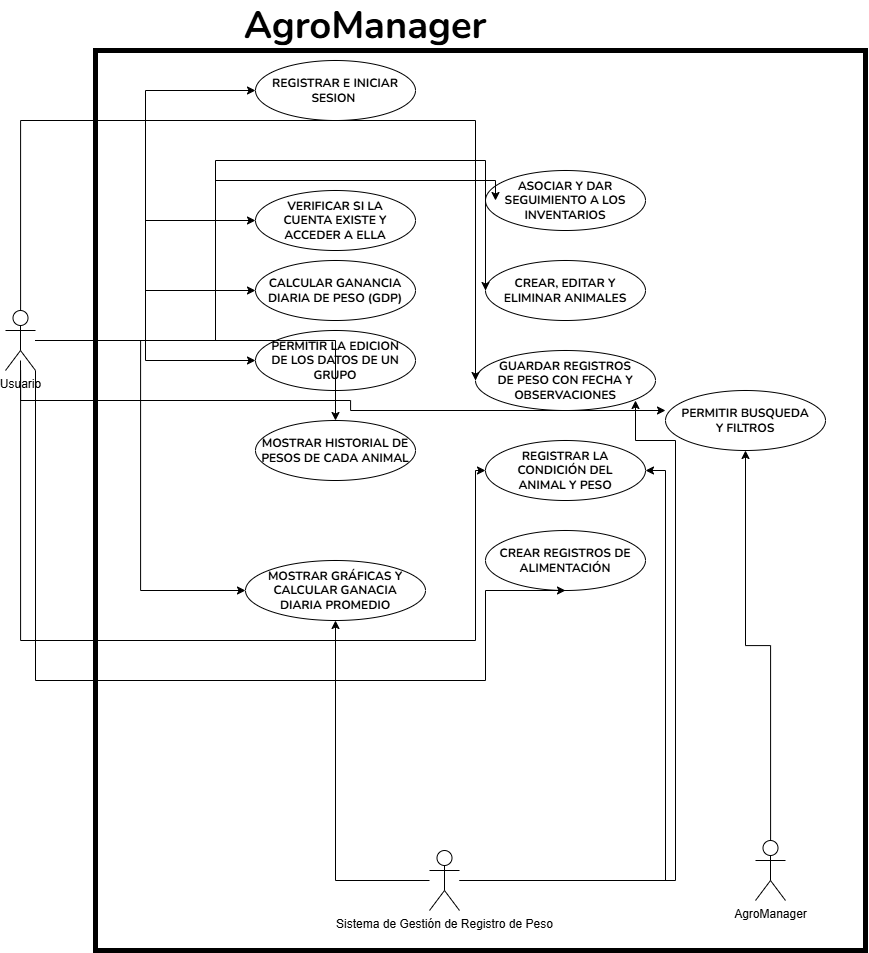 AgroManager
REGISTRAR E INICIAR
SESION
ASOCIAR Y DAR
SEGUIMIENTO A LOS
INVENTARIOS
VERIFICAR SI LA
CUENTA EXISTE Y
ACCEDER A ELLA
CALCULAR GANANCIA
DIARIA DE PESO (GDP)
CREAR, EDITAR Y
ELIMINAR ANIMALES
PERMITIR LA EDICION
DE LOS DATOS DE UN
GRUPO
GUARDAR REGISTROS
DE PESO CON FECHA Y
OBSERVACIONES
Usuario
PERMITIR BUSQUEDA
Y FILTROS
MOSTRAR HISTORIAL DE
PESOS DE CADA ANIMAL
REGISTRAR LA
CONDICIÓN DEL
ANIMAL Y PESO
CREAR REGISTROS DE
ALIMENTACIÓN
MOSTRAR GRÁFICAS Y
CALCULAR GANACIA
DIARIA PROMEDIO
Sistema de Gestión de Registro de Peso
AgroManager